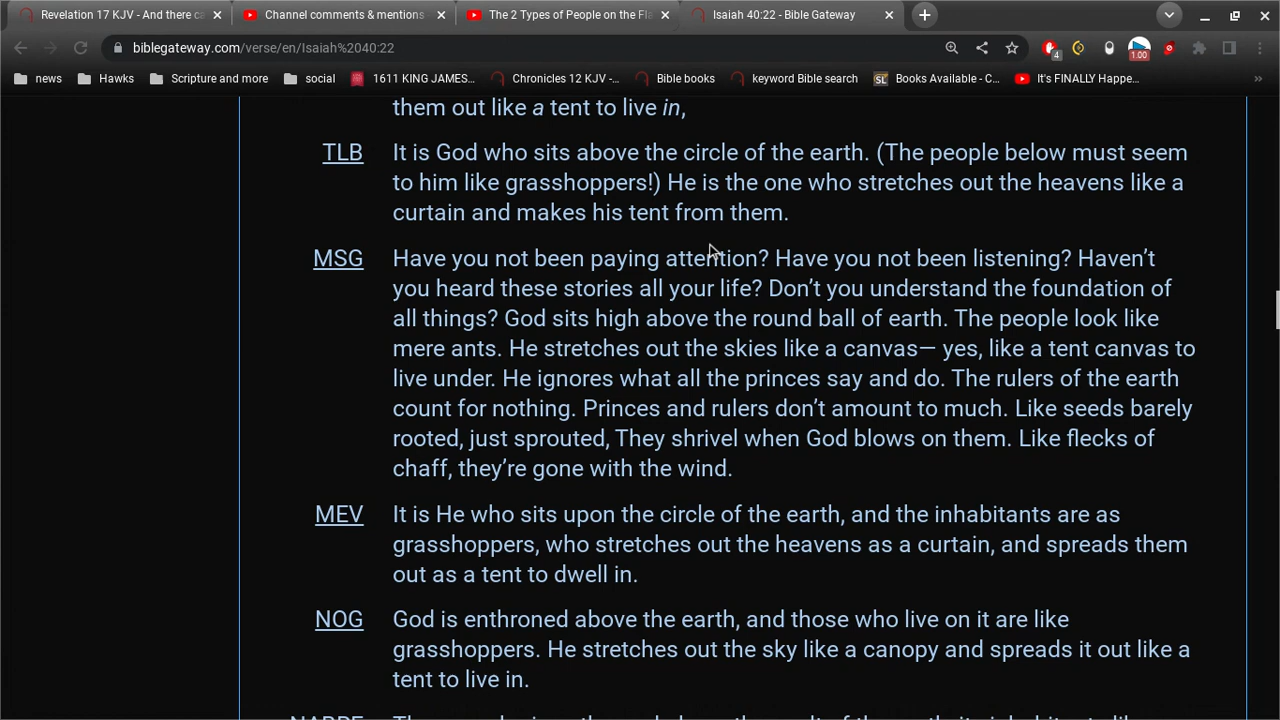 Revelation 17 KJV - And there ca
Channel comments & mentions
The 2 Types of People on the Fla
Isaiah 40:22 - Bible Gateway
biblegateway.com/verse/en/Isaiah%2040:22
4
1.00
news
Hawks
Scripture and more
social
1611 KING JAMES...
Chronicles 12 KJV -...
Bible books
keyword Bible search
SL
Books Available - C...
It's FINALLY Happe...
»
them out like a tent to live in,
TLB
It is God who sits above the circle of the earth. (The people below must seem
to him like grasshoppers!) He is the one who stretches out the heavens like a
curtain and makes his tent from them.
MSG
Have you not been paying attention? Have you not been listening? Haven’t
you heard these stories all your life? Don’t you understand the foundation of
all things? God sits high above the round ball of earth. The people look like
mere ants. He stretches out the skies like a canvas— yes, like a tent canvas to
live under. He ignores what all the princes say and do. The rulers of the earth
count for nothing. Princes and rulers don’t amount to much. Like seeds barely
rooted, just sprouted, They shrivel when God blows on them. Like flecks of
chaff, they’re gone with the wind.
MEV
It is He who sits upon the circle of the earth, and the inhabitants are as
grasshoppers, who stretches out the heavens as a curtain, and spreads them
out as a tent to dwell in.
NOG
God is enthroned above the earth, and those who live on it are like
grasshoppers. He stretches out the sky like a canopy and spreads it out like a
tent to live in.